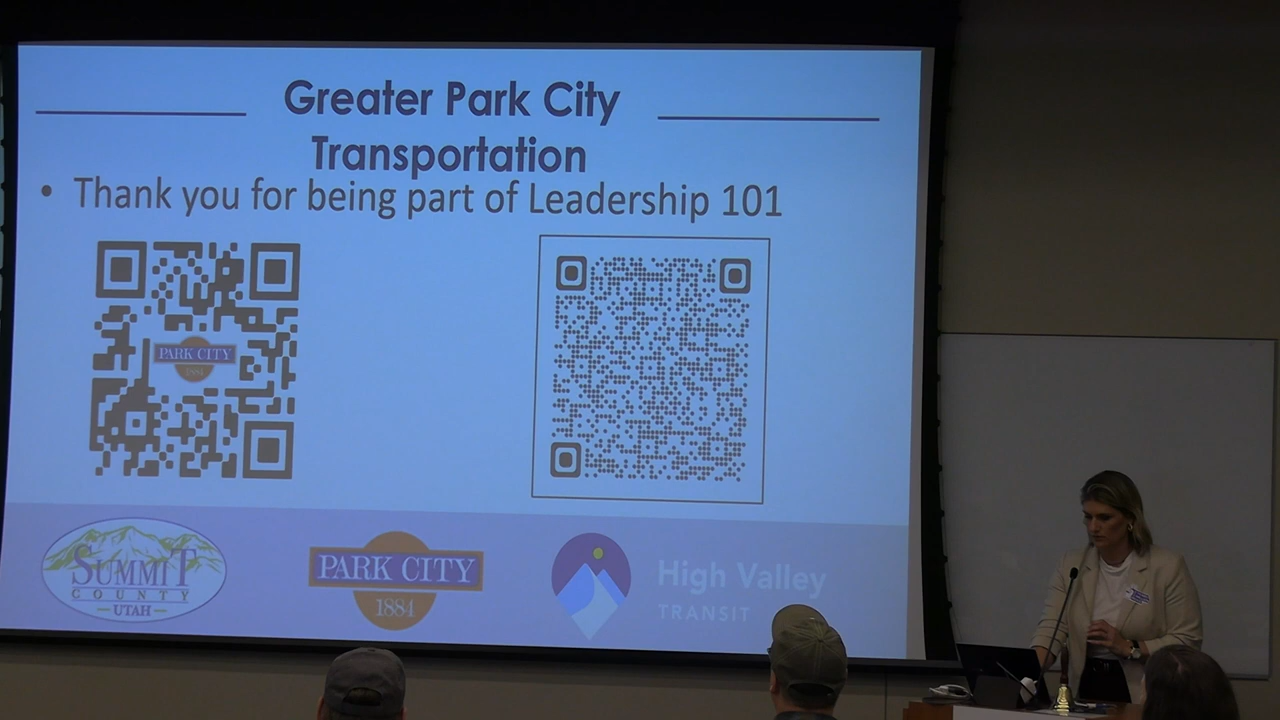 Greater Park City
Transportation
• Thank you for being part of Leadership 101
PARK CITY
1884
SUMMIT
COUNTY
UTAH
PARK CITY
1884
High Valley
TRANSIT